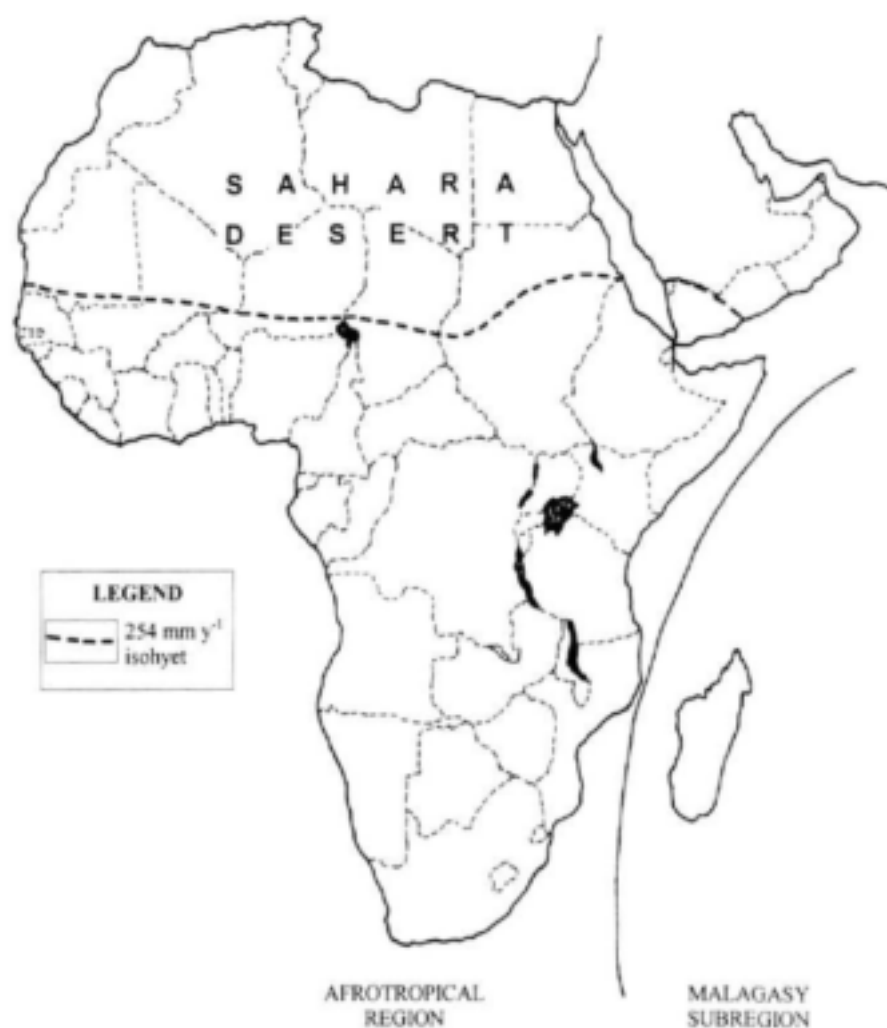 S A H A R A
D E S E R T
LEGEND
254 mm y⁻¹
isohyet
AFROTROPICAL
REGION
MALAGASY
SUBREGION